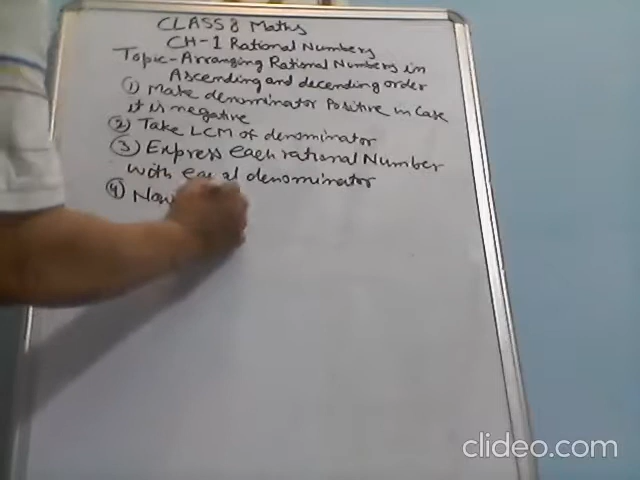 CLASS 8 Maths
CH-1 Rational Numbers
Topic-Arranging Rational Numbers in
Ascending and decending order
① Make denominator Positive in Case
it is negative
② Take LCM of denominator
③ Express each rational Number
with denominator
④ Now
clideo.com